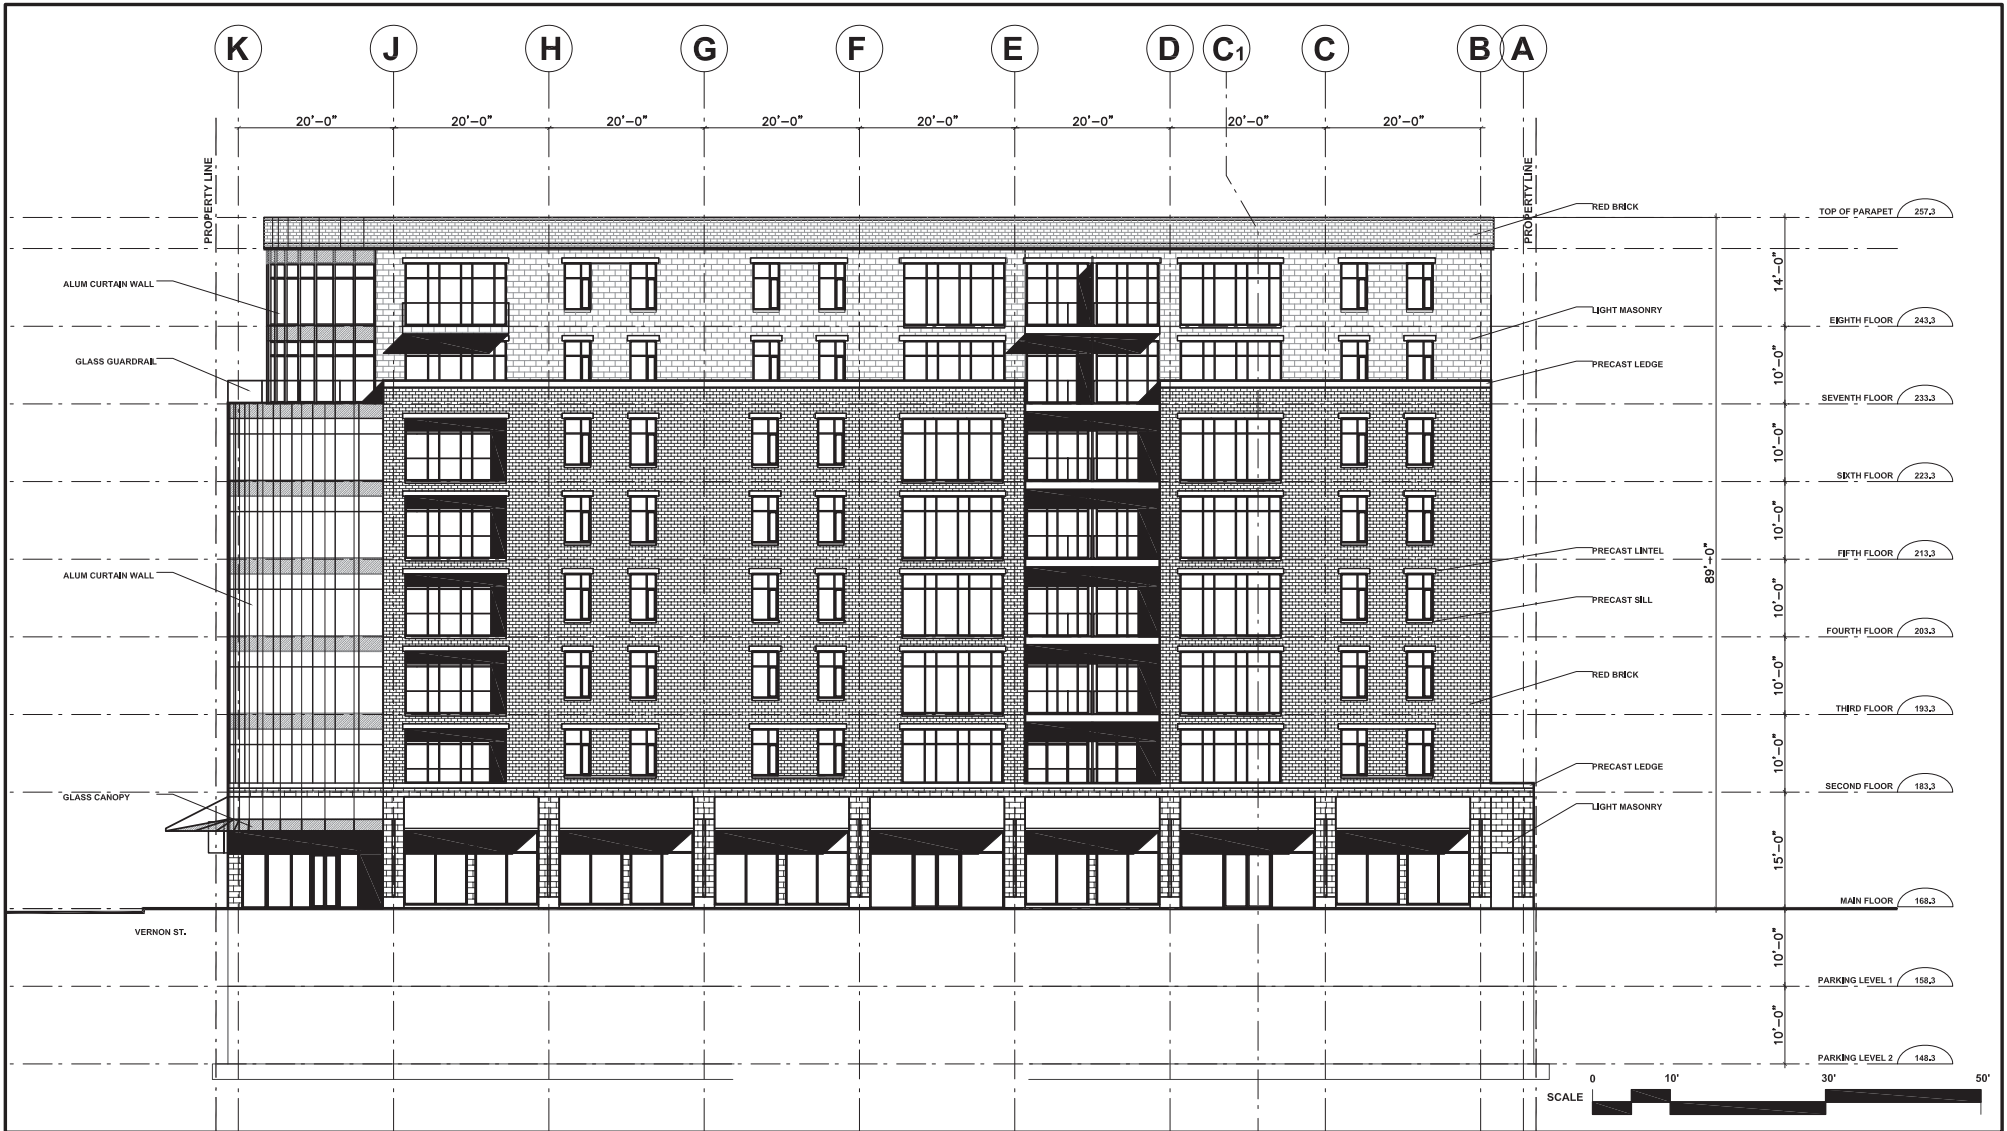 K J H G F E D C1 C B A
20'-0" 20'-0" 20'-0" 20'-0" 20'-0" 20'-0" 20'-0" 20'-0"
PROPERTY LINE
PROPERTY LINE
RED BRICK
TOP OF PARAPET 257.3
14'-0"
ALUM CURTAIN WALL
LIGHT MASONRY
EIGHTH FLOOR 243.3
10'-0"
GLASS GUARDRAIL
PRECAST LEDGE
SEVENTH FLOOR 233.3
10'-0"
SIXTH FLOOR 223.3
10'-0"
PRECAST LINTEL
FIFTH FLOOR 213.3
89'-0"
ALUM CURTAIN WALL
10'-0"
PRECAST SILL
FOURTH FLOOR 203.3
10'-0"
RED BRICK
THIRD FLOOR 193.3
10'-0"
PRECAST LEDGE
SECOND FLOOR 183.3
GLASS CANOPY
LIGHT MASONRY
15'-0"
MAIN FLOOR 168.3
VERNON ST.
10'-0"
PARKING LEVEL 1 158.3
10'-0"
PARKING LEVEL 2 148.3
SCALE 0 10' 30' 50'